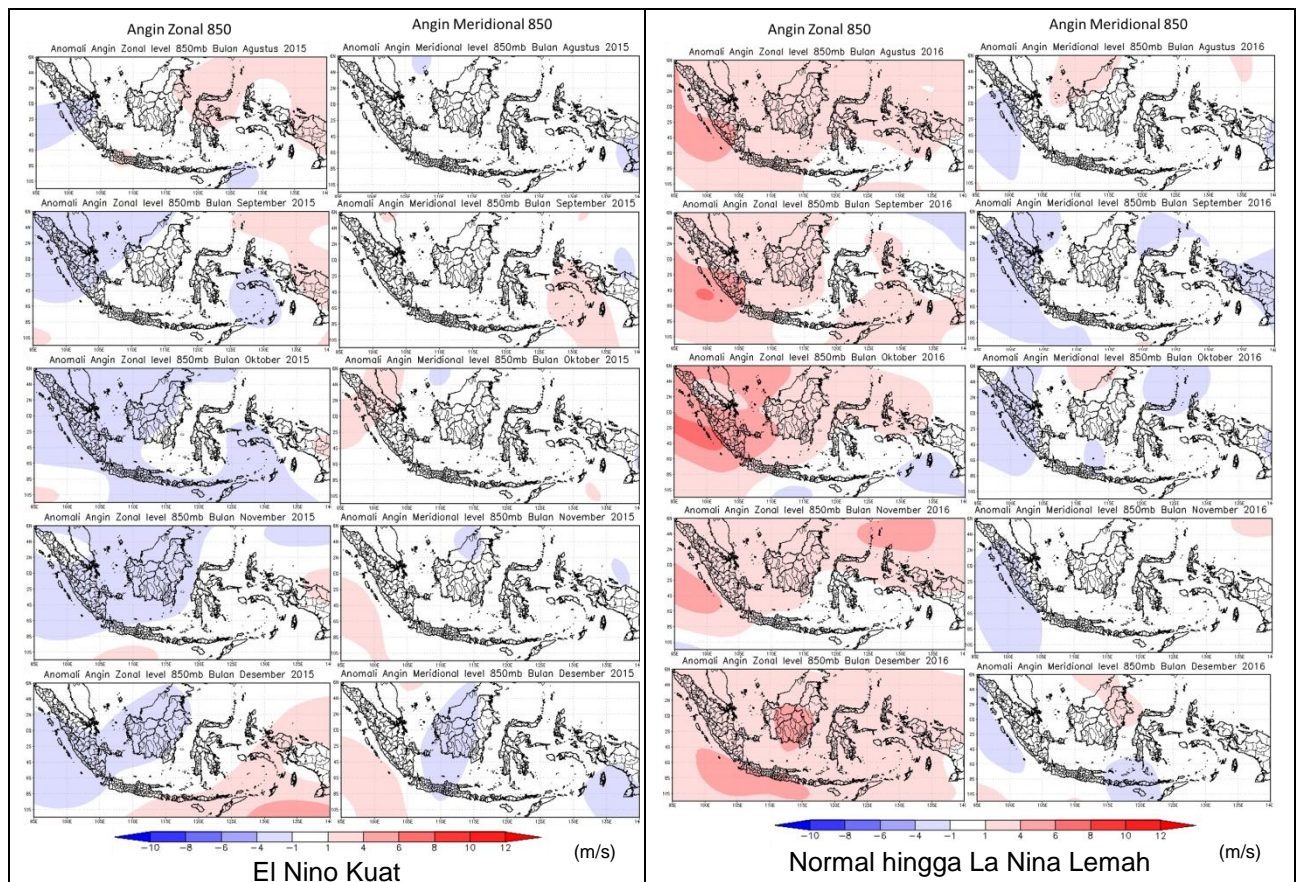 Angin Zonal 850
Angin Meridional 850
Anomali Angin Zonal level 850mb Bulan Agustus 2015
Anomali Angin Meridional level 850mb Bulan Agustus 2015
Anomali Angin Zonal level 850mb Bulan September 2015
Anomali Angin Meridional level 850mb Bulan September 2015
Anomali Angin Zonal level 850mb Bulan Oktober 2015
Anomali Angin Meridional level 850mb Bulan Oktober 2015
Anomali Angin Zonal level 850mb Bulan November 2015
Anomali Angin Meridional level 850mb Bulan November 2015
Anomali Angin Zonal level 850mb Bulan Desember 2015
Anomali Angin Meridional level 850mb Bulan Desember 2015
-10 -6 -4 -1 1 4 6 8 10 12
(m/s)
El Nino Kuat
Angin Zonal 850
Angin Meridional 850
Anomali Angin Zonal level 850mb Bulan Agustus 2016
Anomali Angin Meridional level 850mb Bulan Agustus 2016
Anomali Angin Zonal level 850mb Bulan September 2016
Anomali Angin Meridional level 850mb Bulan September 2016
Anomali Angin Zonal level 850mb Bulan Oktober 2016
Anomali Angin Meridional level 850mb Bulan Oktober 2016
Anomali Angin Zonal level 850mb Bulan November 2016
Anomali Angin Meridional level 850mb Bulan November 2016
Anomali Angin Zonal level 850mb Bulan Desember 2016
Anomali Angin Meridional level 850mb Bulan Desember 2016
-10 -6 -4 -1 1 4 6 8 10 12
(m/s)
Normal hingga La Nina Lemah